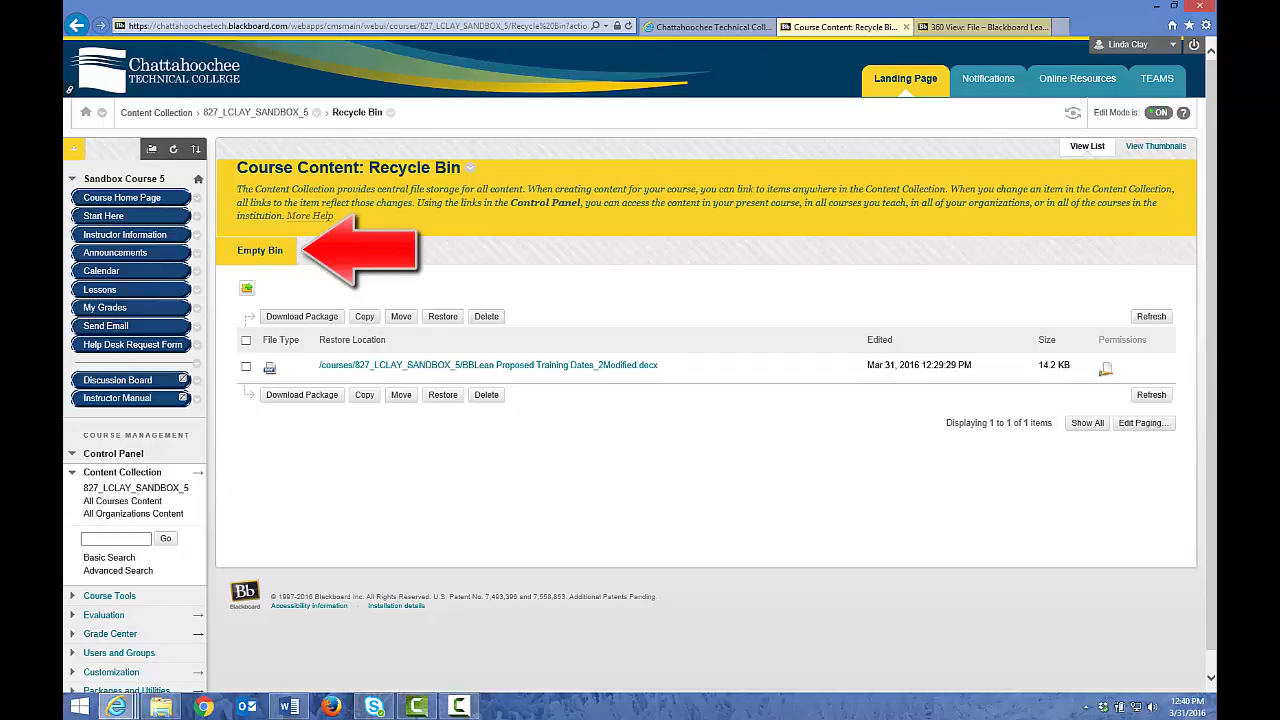 https://chattahoocheetech.blackboard.com/webapps/cmsmain/webui/courses/827_LCLAY_SANDBOX_5/Recycle%20Bin?actio
Chattahoochee Technical Coll...
Course Content: Recycle Bi...
360 View: File – Blackboard Lea...
Linda Clay
Chattahoochee
TECHNICAL COLLEGE
Landing Page
Notifications
Online Resources
TEAMS
Content Collection > 827_LCLAY_SANDBOX_5 > Recycle Bin
Edit Mode is: ON ?
View List
View Thumbnails
Sandbox Course 5
Course Home Page
Start Here
Instructor Information
Announcements
Calendar
Lessons
My Grades
Send Email
Help Desk Request Form
Discussion Board
Instructor Manual
COURSE MANAGEMENT
Control Panel
Content Collection
827_LCLAY_SANDBOX_5
All Courses Content
All Organizations Content
Go
Basic Search
Advanced Search
Course Tools
Evaluation
Grade Center
Users and Groups
Customization
Packages and Utilities
Course Content: Recycle Bin
The Content Collection provides central file storage for all content. When creating content for your course, you can link to items anywhere in the Content Collection. When you change an item in the Content Collection,
all links to the item reflect those changes. Using the links in the Control Panel, you can access the content in your present course, in all courses you teach, in all of your organizations, or in all of the courses in the
institution. More Help
Empty Bin
Download Package Copy Move Restore Delete Refresh
File Type Restore Location Edited Size Permissions
/courses/827_LCLAY_SANDBOX_5/BBLean Proposed Training Dates_2Modified.docx Mar 31, 2016 12:29:29 PM 14.2 KB
Download Package Copy Move Restore Delete Refresh
Displaying 1 to 1 of 1 items Show All Edit Paging...
Bb
Blackboard
© 1997-2016 Blackboard Inc. All Rights Reserved. U.S. Patent No. 7,493,396 and 7,558,853. Additional Patents Pending.
Accessibility information Installation details
12:40 PM
3/31/2016